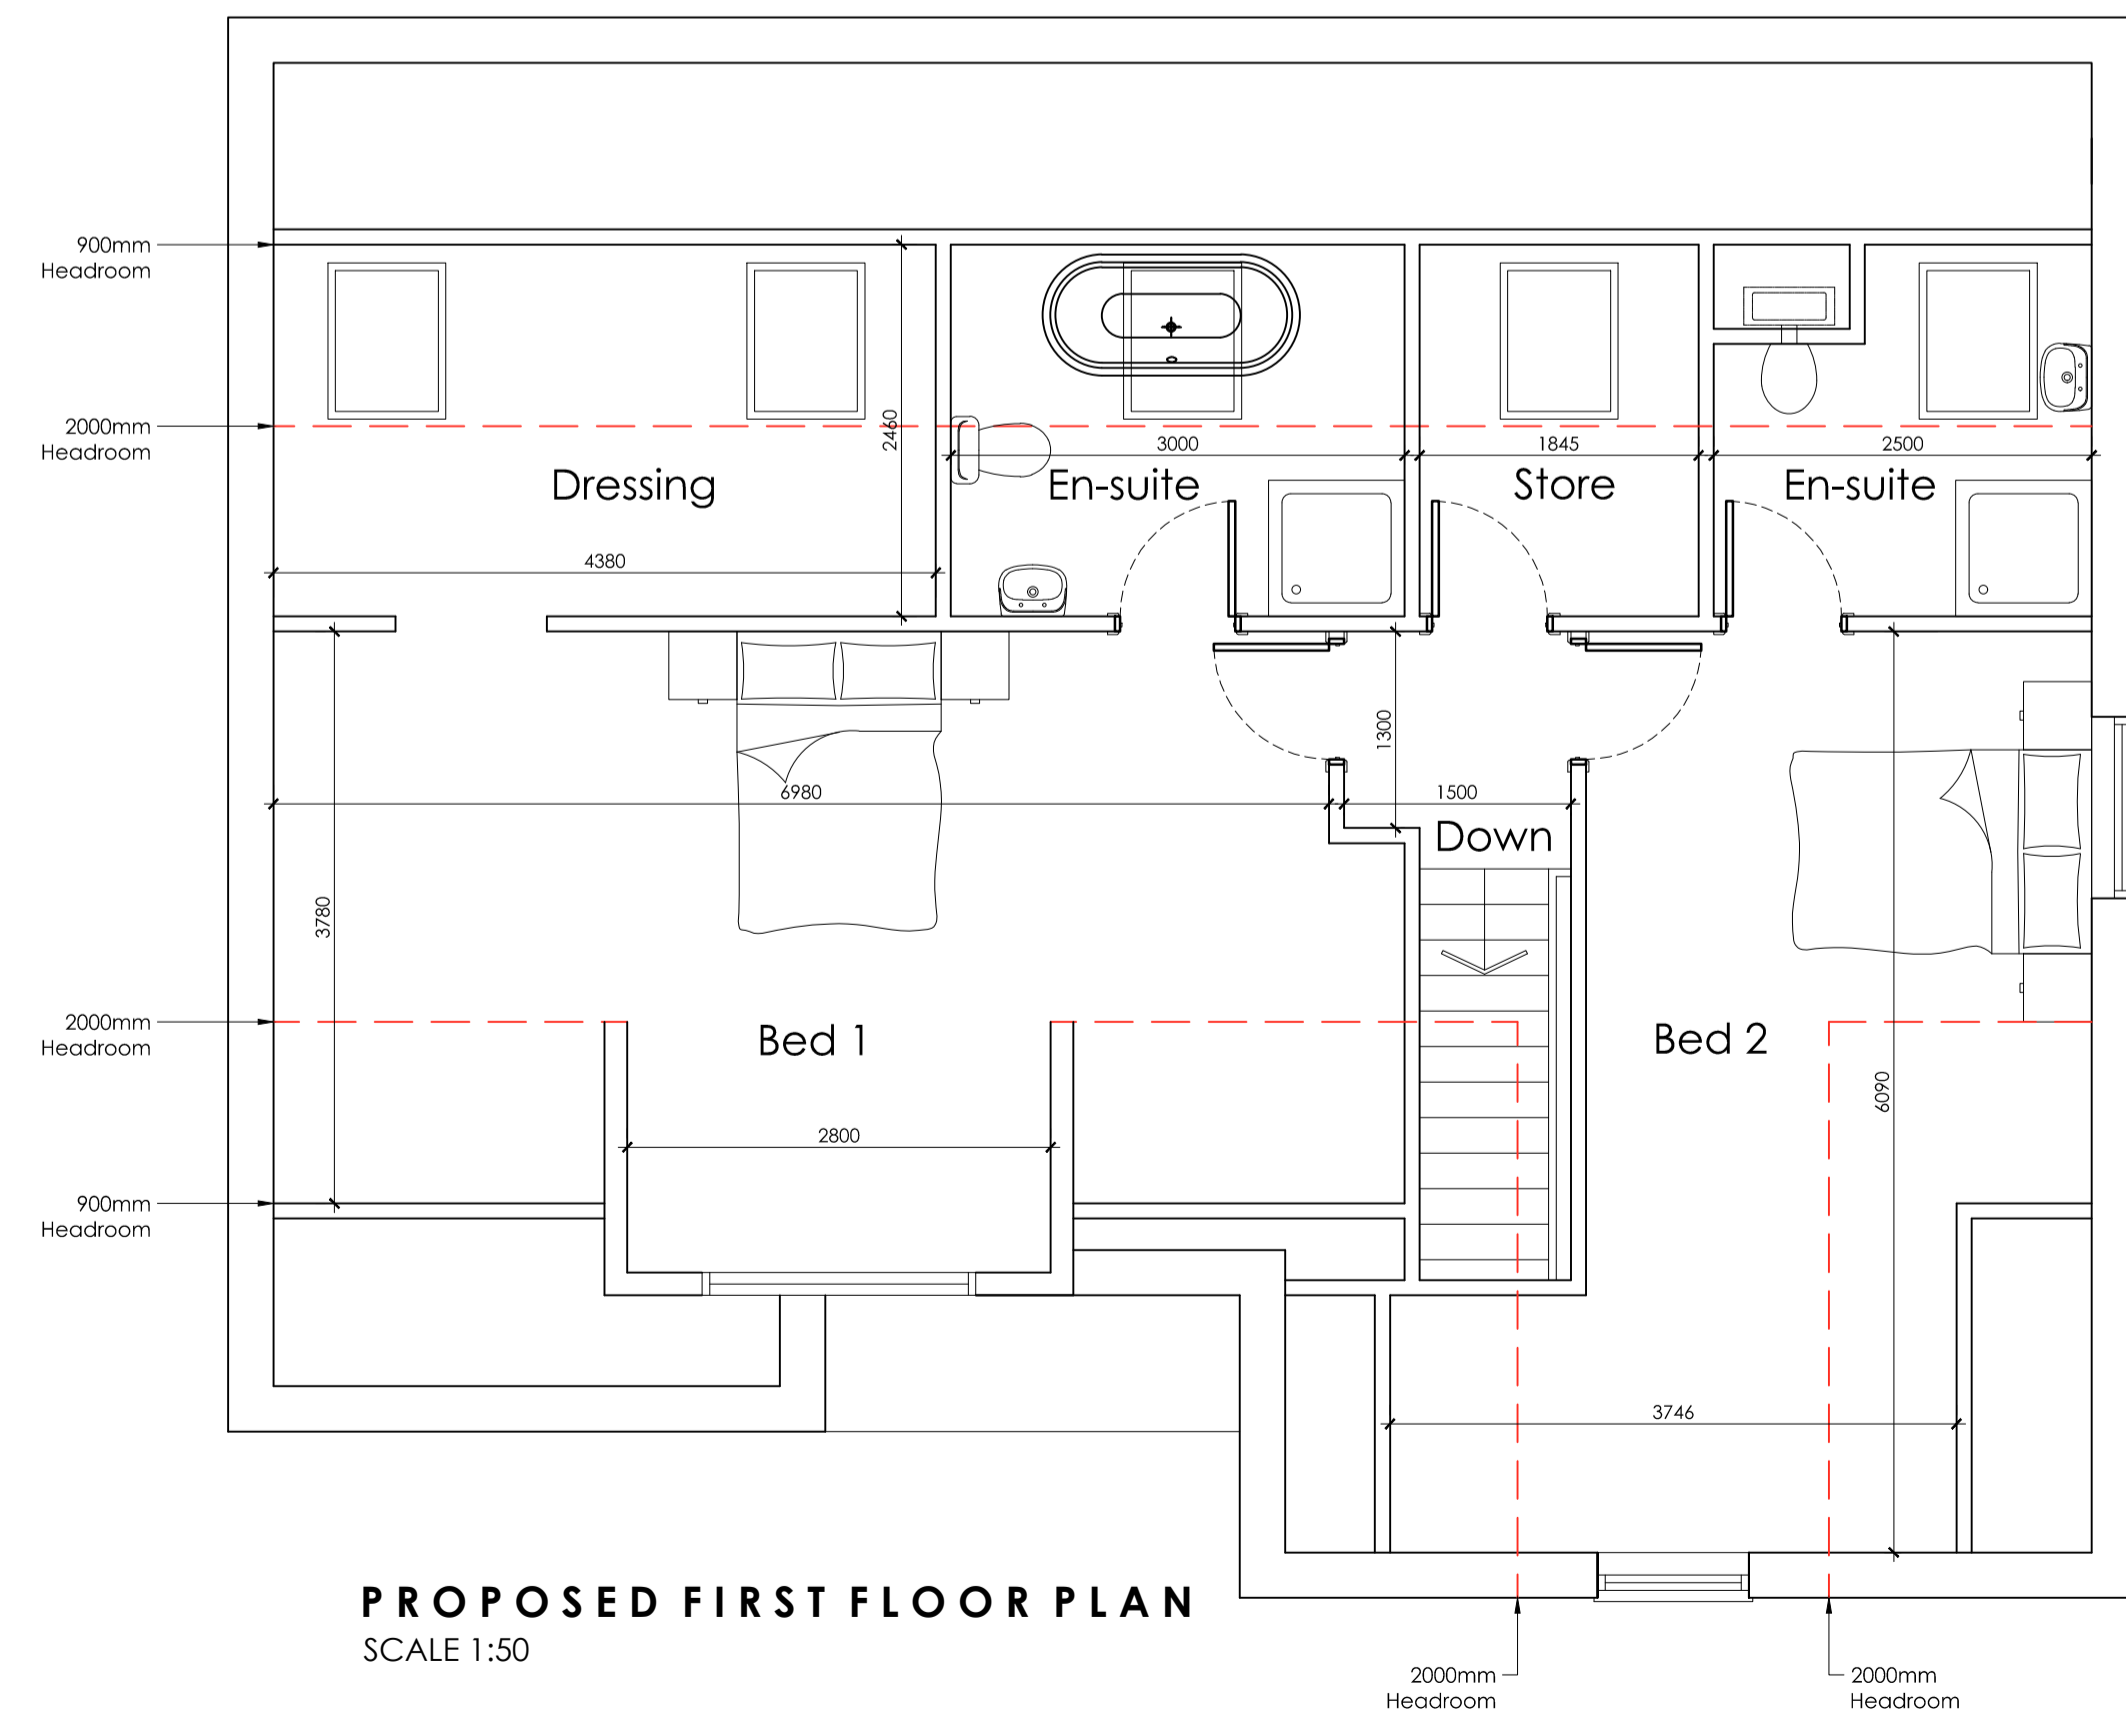 900mm
Headroom
2000mm
Headroom
2460
3000
1845
2500
Dressing
En-suite
Store
En-suite
4380
1300
6980
1500
Down
3780
2000mm
Headroom
Bed 1
Bed 2
6090
2800
900mm
Headroom
3746
PROPOSED FIRST FLOOR PLAN
SCALE 1:50
2000mm
Headroom
2000mm
Headroom